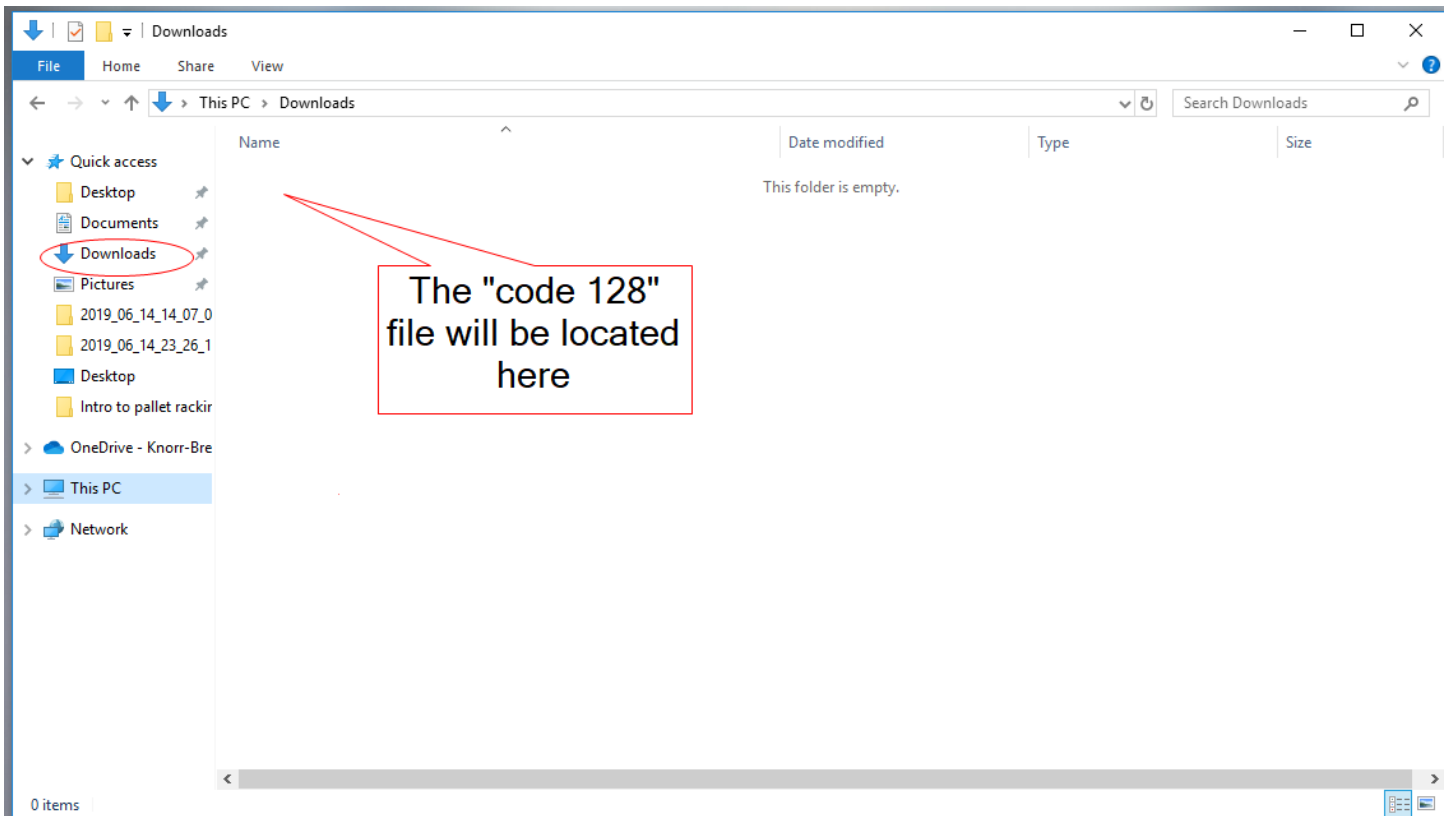 Downloads
File Home Share View
This PC > Downloads
Search Downloads
Name Date modified Type Size
Quick access
This folder is empty.
Desktop
Documents
Downloads
Pictures
2019_06_14_14_07_0
2019_06_14_23_26_1
Desktop
Intro to pallet rackin
OneDrive - Knorr-Bre
This PC
Network
The "code 128"
file will be located
here
0 items